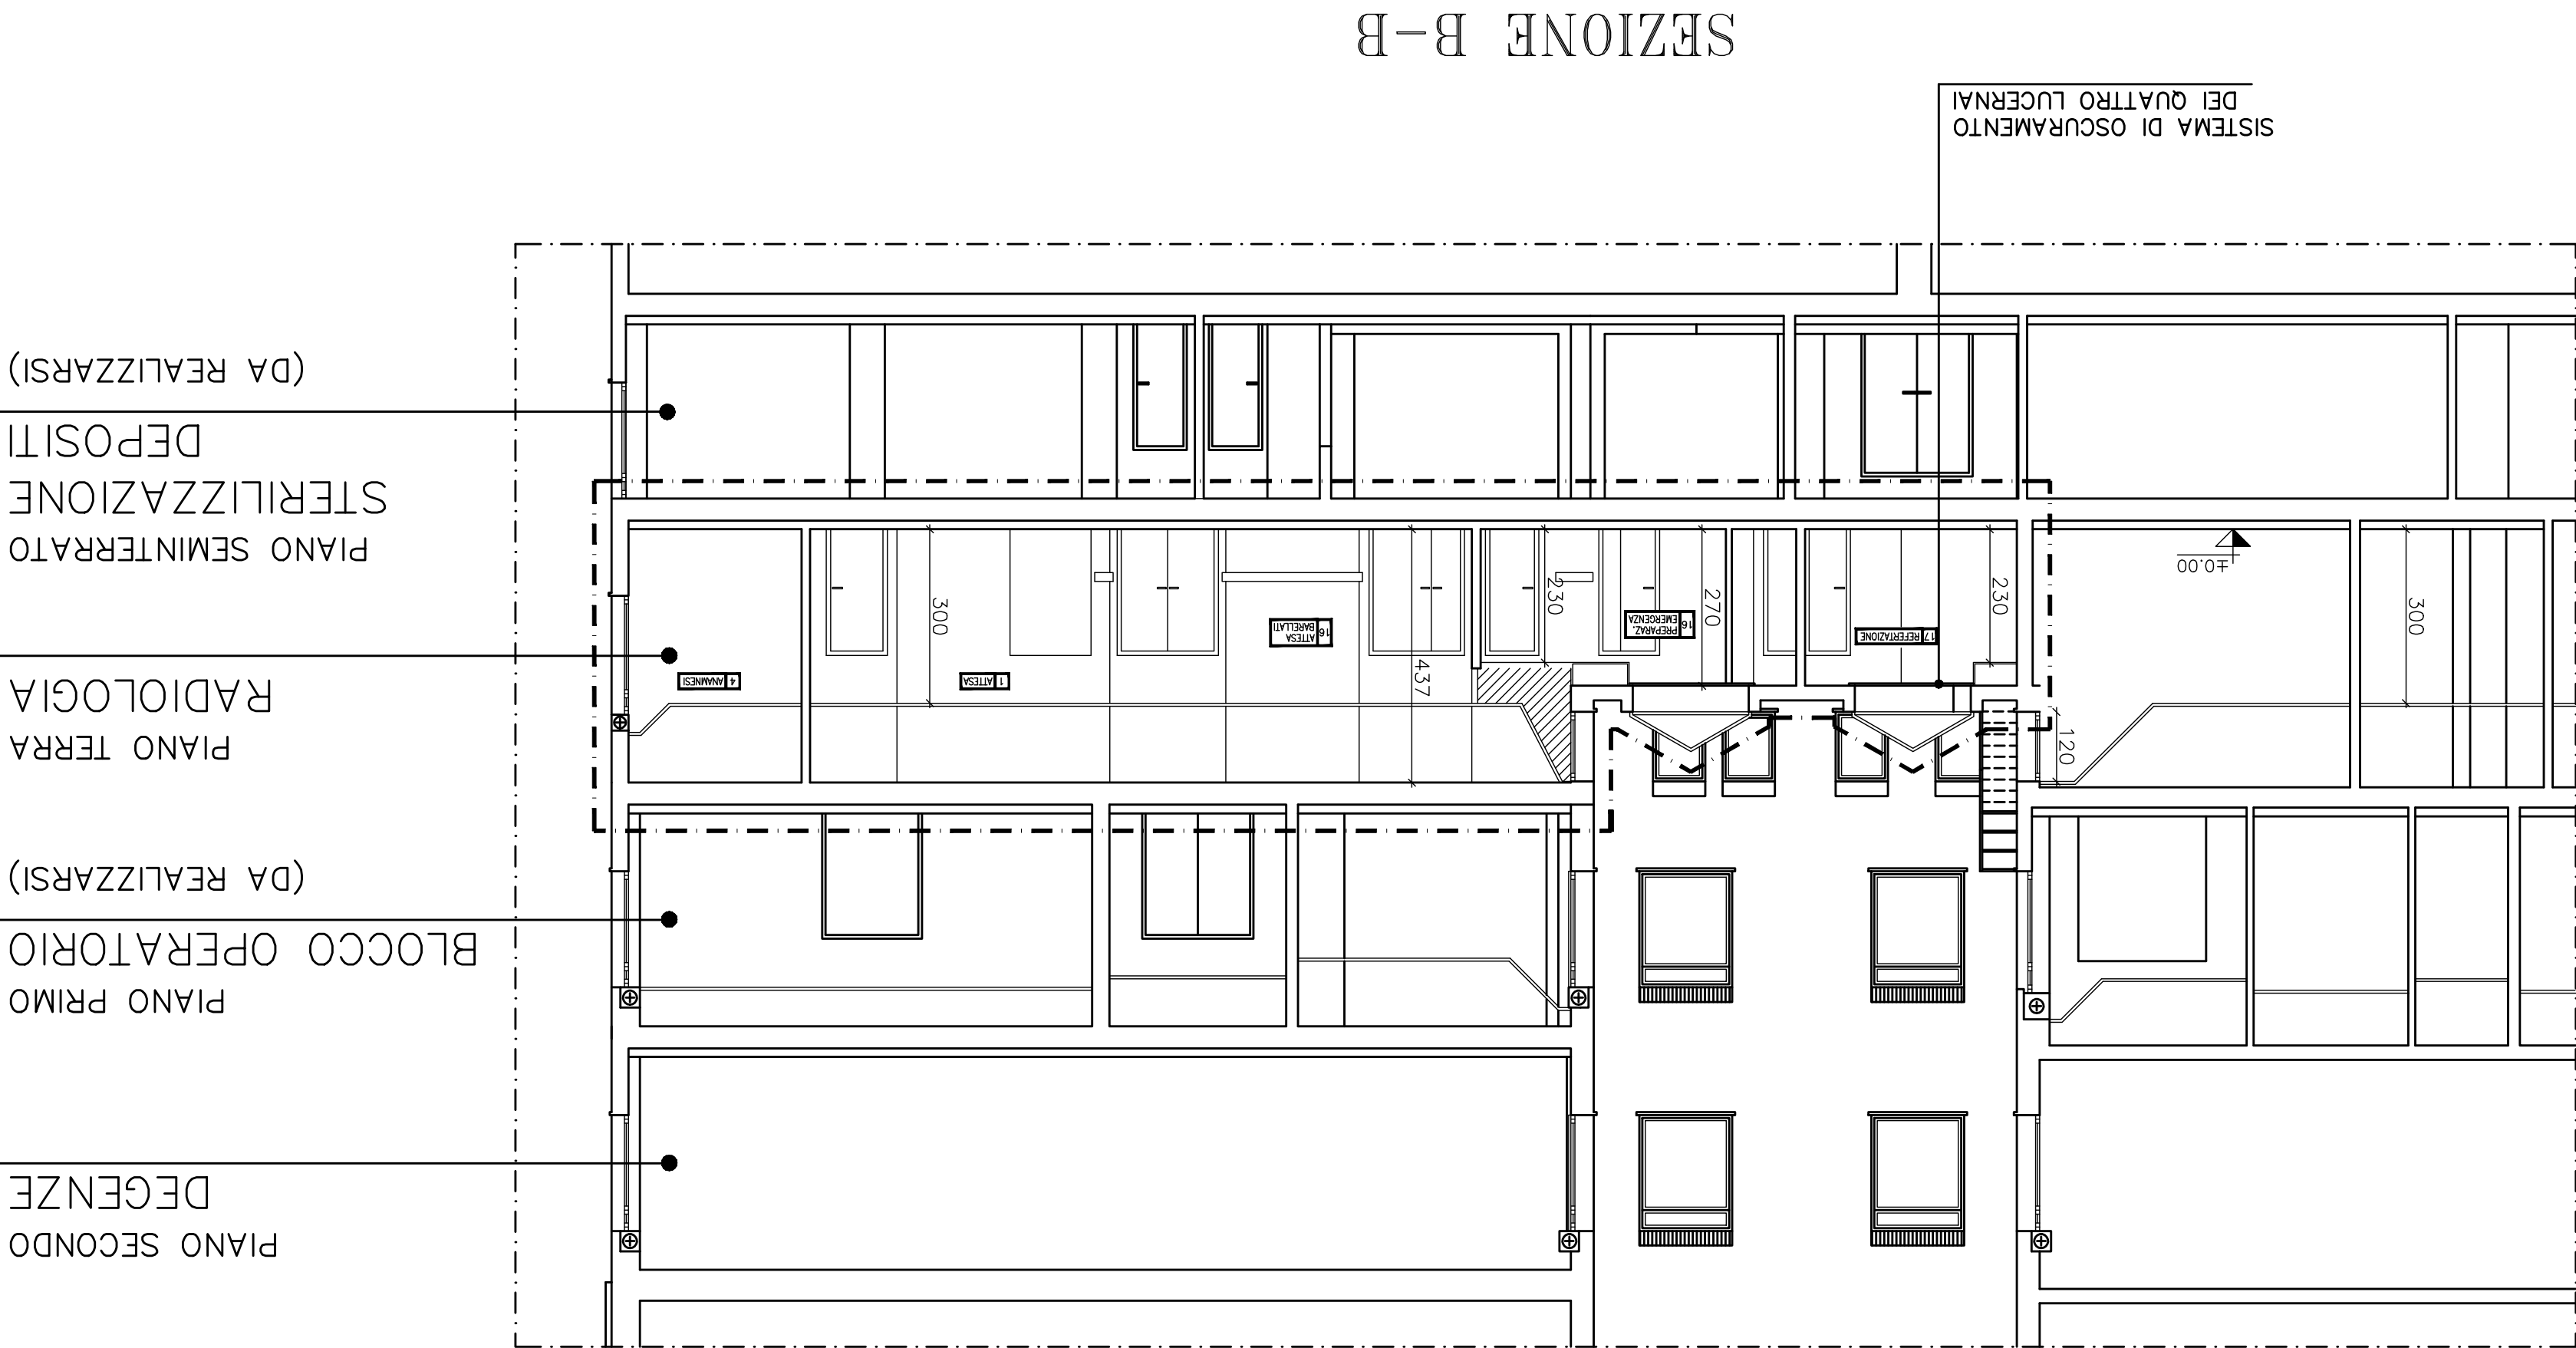 PIANO SECONDO
DEGENZE
PIANO PRIMO
BLOCCO OPERATORIO
(DA REALIZZARSI)
PIANO TERRA
RADIOLOGIA
120
300
±0.00
230
17 REFERTAZIONE
270
16 PREPARAZ.
EMERGENZA
230
437
16 ATTESA
BARELLATI
1 ATTESA
300
4 ANAMNESI
PIANO SEMINTERRATO
STERILIZZAZIONE
DEPOSITI
(DA REALIZZARSI)
SISTEMA DI OSCURAMENTO
DEI QUATTRO LUCERNAI
SEZIONE B-B